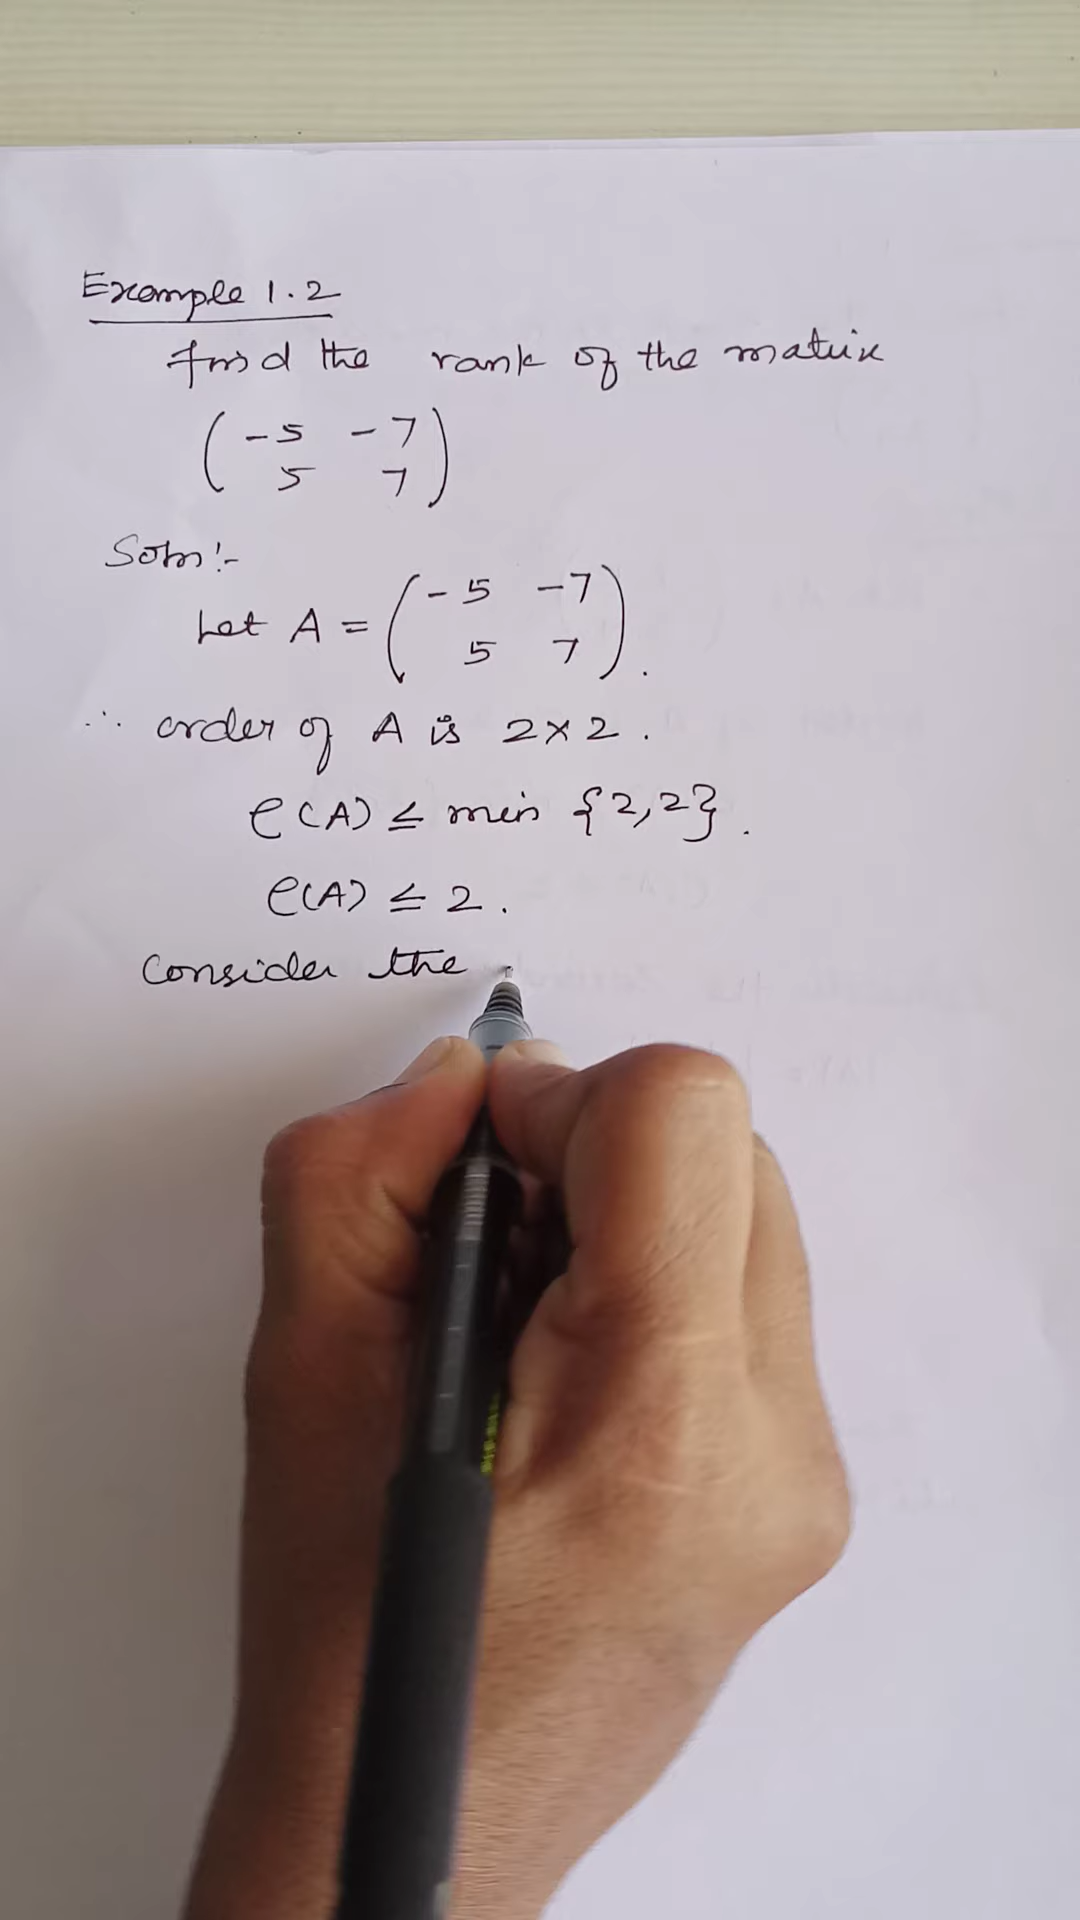 Example 1.2
find the rank of the matrix
( -5 -7
5 7 )
Soln:-
Let A = ( -5 -7
5 7 ).
∴ order of A is 2×2.
ρ(A) ≤ min {2,2}.
ρ(A) ≤ 2.
Consider the